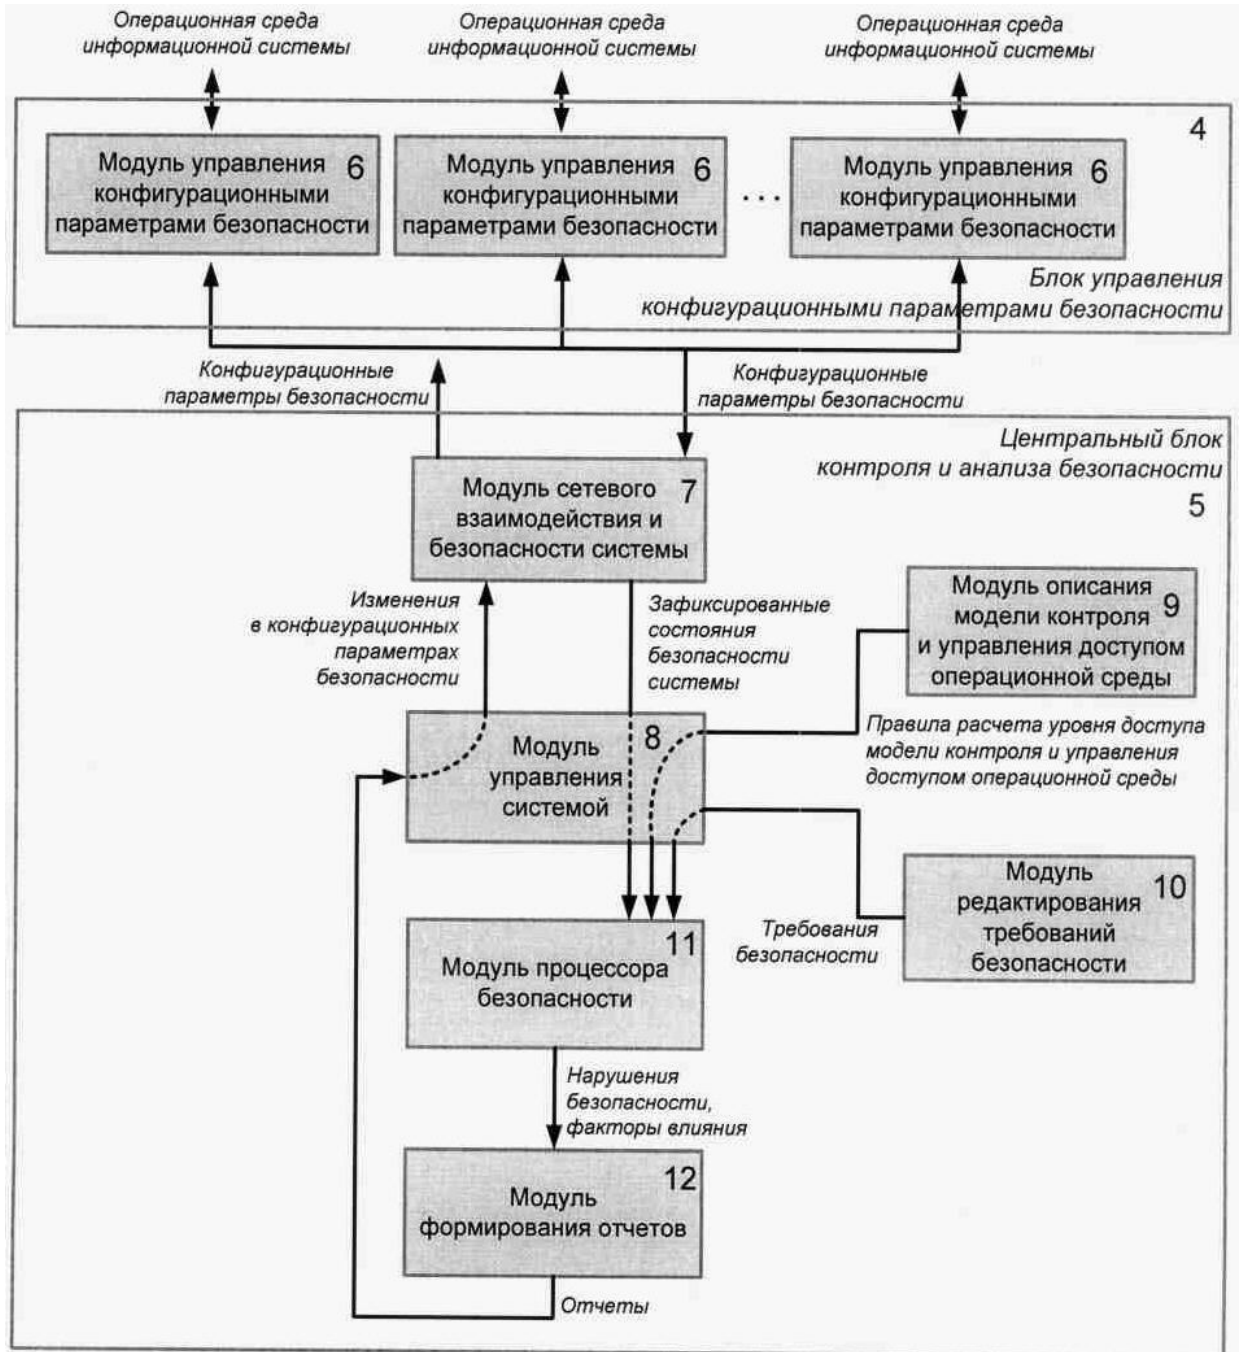 Операционная среда
информационной системы
Операционная среда
информационной системы
Операционная среда
информационной системы
4
Модуль управления
конфигурационными
параметрами безопасности
6
Модуль управления
конфигурационными
параметрами безопасности
6
...
Модуль управления
конфигурационными
параметрами безопасности
6
Блок управления
конфигурационными параметрами безопасности
Конфигурационные
параметры безопасности
Конфигурационные
параметры безопасности
Центральный блок
контроля и анализа безопасности
5
Модуль сетевого
взаимодействия и
безопасности системы
7
Изменения
в конфигурационных
параметрах
безопасности
Зафиксированные
состояния
безопасности
системы
Модуль описания
модели контроля
и управления доступом
операционной среды
9
Правила расчета уровня доступа
модели контроля и управления
доступом операционной среды
Модуль
управления
системой
8
Модуль
редактирования
требований
безопасности
10
Требования
безопасности
Модуль процессора
безопасности
11
Нарушения
безопасности,
факторы влияния
Модуль
формирования отчетов
12
Отчеты